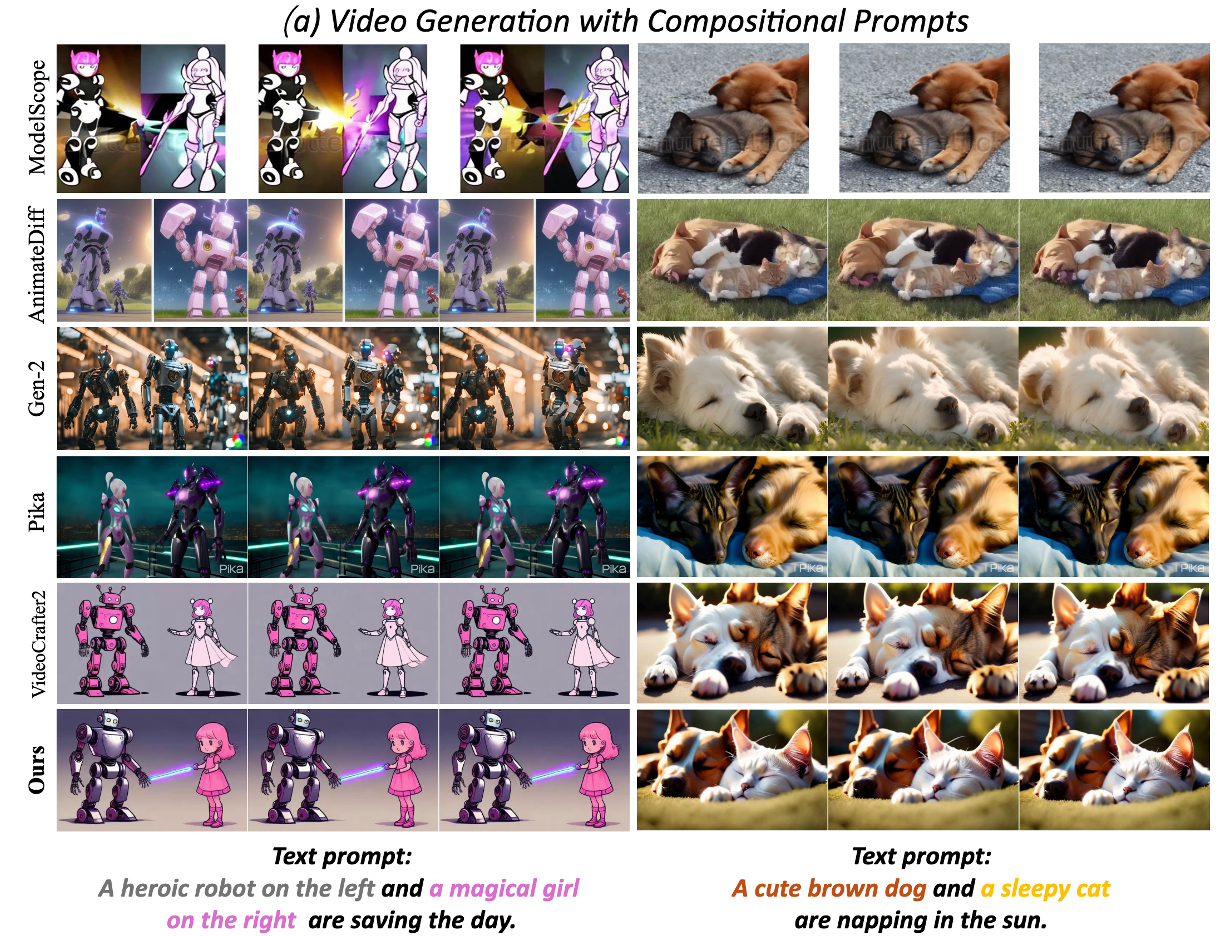 (a) Video Generation with Compositional Prompts
ModelScope
AnimateDiff
Gen-2
Pika
Pika
Pika
Pika
Pika
Pika
Pika
VideoCrafter2
Ours
Text prompt:
A heroic robot on the left and a magical girl
on the right are saving the day.
Text prompt:
A cute brown dog and a sleepy cat
are napping in the sun.